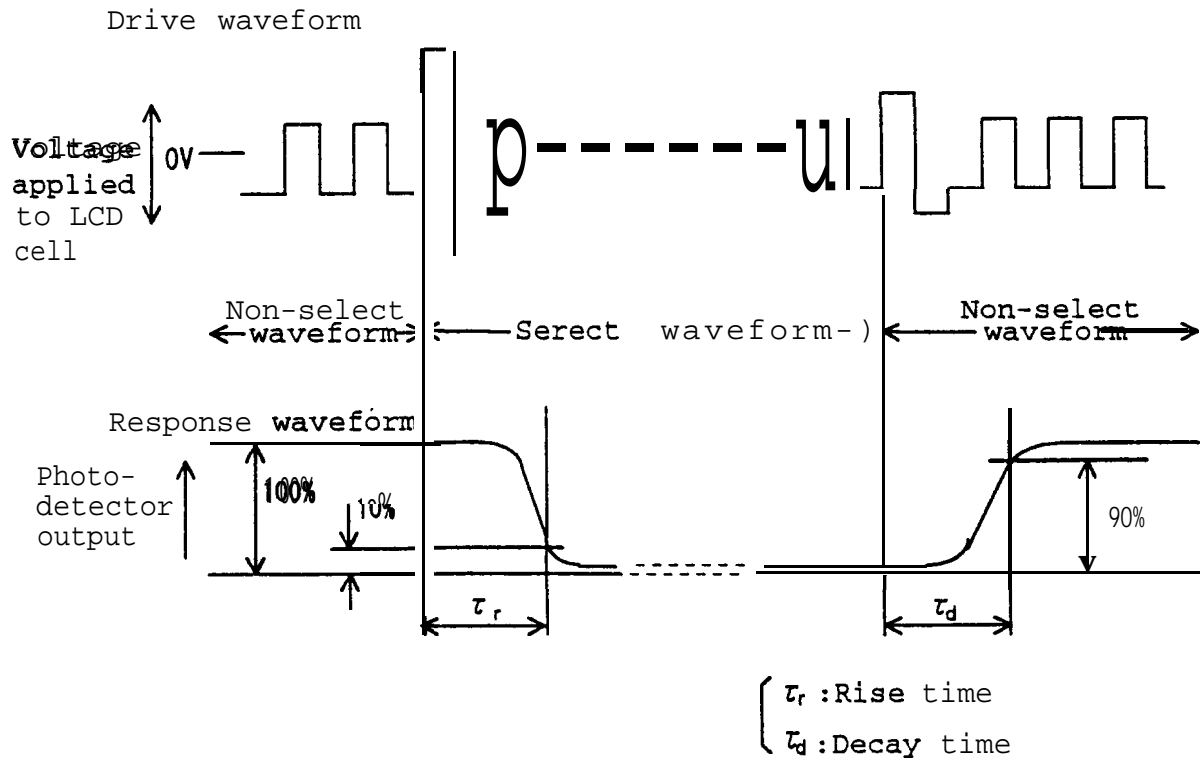 Drive waveform
Voltage
applied
to LCD
cell
0V
p
u
Non-select
waveform
Serect waveform-)
Non-select
waveform
Response waveform
Photo-
detector
output
100%
10%
90%
τr
τd
τr :Rise time
τd :Decay time